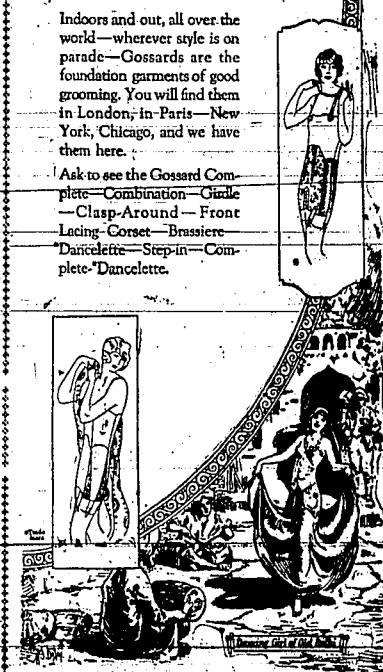 Indoors and out, all over the
world—wherever style is on
parade—Gossards are the
foundation garments of good
grooming. You will find them
in London, in Paris—New
York, Chicago, and we have
them here.
Ask to see the Gossard Com-
plete—Combination—Girdle
—Clasp-Around—Front
Lacing Corset—Brassiere—
Dancelette—Step-in—Com-
plete-Dancelette.
Dancing Girl of Old